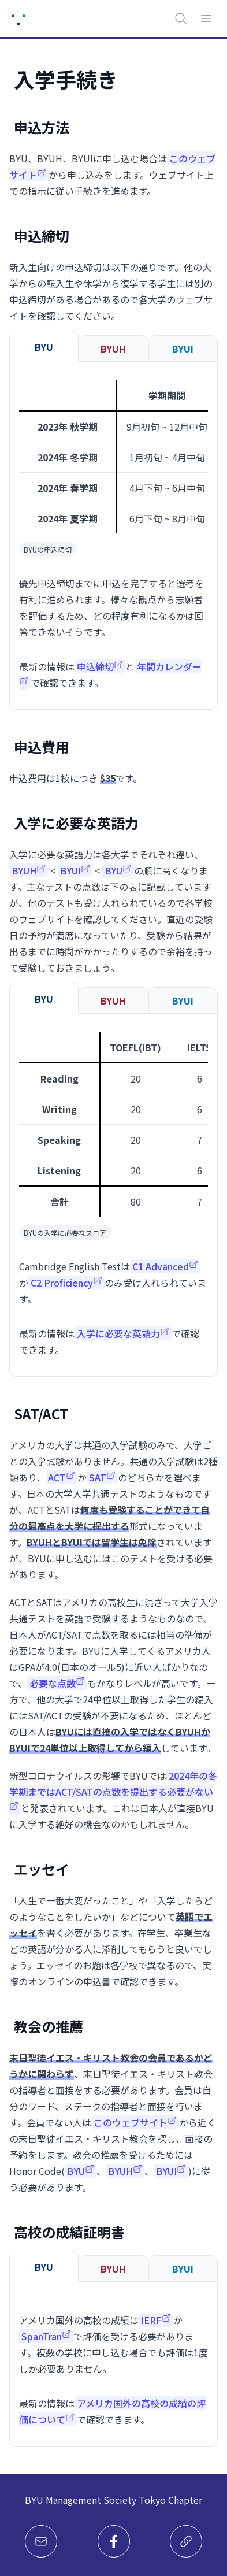 入学手続き
申込方法
BYU、BYUH、BYUIに申し込む場合は このウェブ
サイト から申し込みをします。ウェブサイト上
での指示に従い手続きを進めます。
申込締切
新入生向けの申込締切は以下の通りです。他の大
学からの転入生や休学から復学する学生には別の
申込締切がある場合があるので各大学のウェブサ
イトを確認してください。
BYU BYUH BYUI
学期期間
2023年 秋学期 9月初旬 ~ 12月中旬
2024年 冬学期 1月初旬 ~ 4月中旬
2024年 春学期 4月下旬 ~ 6月中旬
2024年 夏学期 6月下旬 ~ 8月中旬
BYUの申込締切
優先申込締切までに申込を完了すると選考を
有利に進められます。様々な観点から志願者
を評価するため、どの程度有利になるかは回
答できないそうです。
最新の情報は 申込締切 と 年間カレンダー
で確認できます。
申込費用
申込費用は1校につき $35です。
入学に必要な英語力
入学に必要な英語力は各大学でそれぞれ違い、
BYUH < BYUI < BYU の順に高くなりま
す。主なテストの点数は下の表に記載しています
が、他のテストも受け入れられているので各学校
のウェブサイトを確認してください。直近の受験
日の予約が満席になっていたり、受験から結果が
出るまでに時間がかかったりするので余裕を持っ
て受験しておきましょう。
BYU BYUH BYUI
TOEFL(iBT) IELTS
Reading 20 6
Writing 20 6
Speaking 20 7
Listening 20 6
合計 80 7
BYUの入学に必要なスコア
Cambridge English Testは C1 Advanced
か C2 Proficiency のみ受け入れられていま
す。
最新の情報は 入学に必要な英語力 で確認
できます。
SAT/ACT
アメリカの大学は共通の入学試験のみで、大学ご
との入学試験がありません。共通の入学試験は2種
類あり、 ACT か SAT のどちらかを選べま
す。日本の大学入学共通テストのようなものです
が、ACTとSATは何度も受験することができて自
分の最高点を大学に提出する形式になっていま
す。BYUHとBYUIでは留学生は免除されています
が、BYUに申し込むにはこのテストを受ける必要
があります。
ACTとSATはアメリカの高校生に混ざって大学入学
共通テストを英語で受験するようなものなので、
日本人がACT/SATで点数を取るには相当の準備が
必要になります。BYUに入学してくるアメリカ人
はGPAが4.0(日本のオール5)に近い人ばかりなの
で、 必要な点数 もかなりレベルが高いです。一
方で、他の大学で24単位以上取得した学生の編入
にはSAT/ACTの受験が不要になるため、ほとんど
の日本人はBYUには直接の入学ではなくBYUHか
BYUIで24単位以上取得してから編入しています。
新型コロナウイルスの影響でBYUでは 2024年の冬
学期まではACT/SATの点数を提出する必要がない
と発表されています。これは日本人が直接BYU
に入学する絶好の機会なのかもしれません。
エッセイ
「人生で一番大変だったこと」や「入学したらど
のようなことをしたいか」などについて英語でエ
ッセイを書く必要があります。在学生、卒業生な
どの英語が分かる人に添削してもらうと良いでし
ょう。エッセイのお題は各学校で異なるので、実
際のオンラインの申込書で確認できます。
教会の推薦
末日聖徒イエス・キリスト教会の会員であるかど
うかに関わらず、末日聖徒イエス・キリスト教会
の指導者と面接をする必要があります。会員は自
分のワード、ステークの指導者と面接を行いま
す。会員でない人は このウェブサイト から近く
の末日聖徒イエス・キリスト教会を探し、面接の
予約をします。教会の推薦を受けるためには
Honor Code( BYU 、 BYUH 、 BYUI )に従
う必要があります。
高校の成績証明書
BYU BYUH BYUI
アメリカ国外の高校の成績は IERF か
SpanTran で評価を受ける必要がありま
す。複数の学校に申し込む場合でも評価は1度
しか必要ありません。
最新の情報は アメリカ国外の高校の成績の評
価について で確認できます。
BYU Management Society Tokyo Chapter